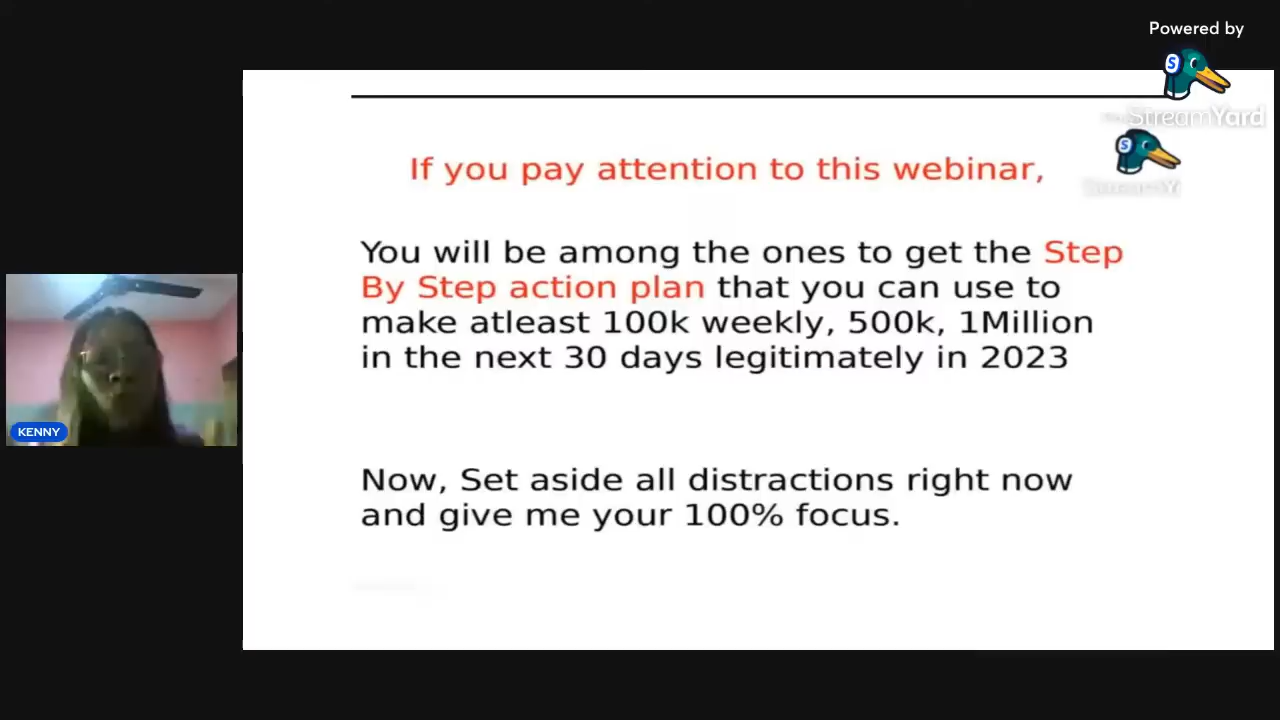 Powered by
StreamYard
If you pay attention to this webinar,
You will be among the ones to get the Step
By Step action plan that you can use to
make atleast 100k weekly, 500k, 1Million
in the next 30 days legitimately in 2023
Now, Set aside all distractions right now
and give me your 100% focus.
KENNY